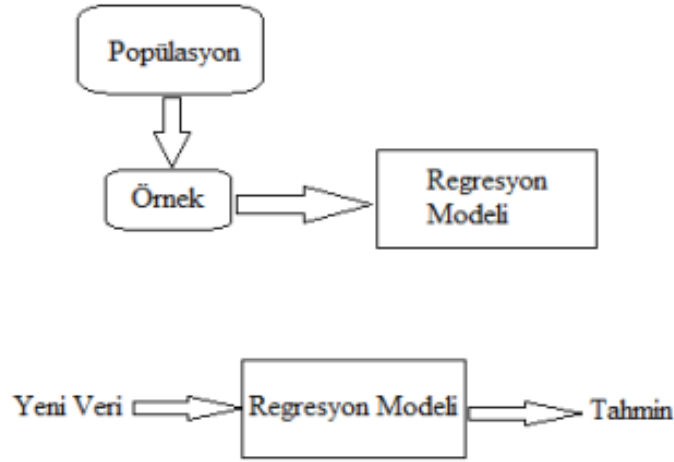 Popülasyon
Örnek
Regresyon
Modeli
Yeni Veri
Regresyon Modeli
Tahmin